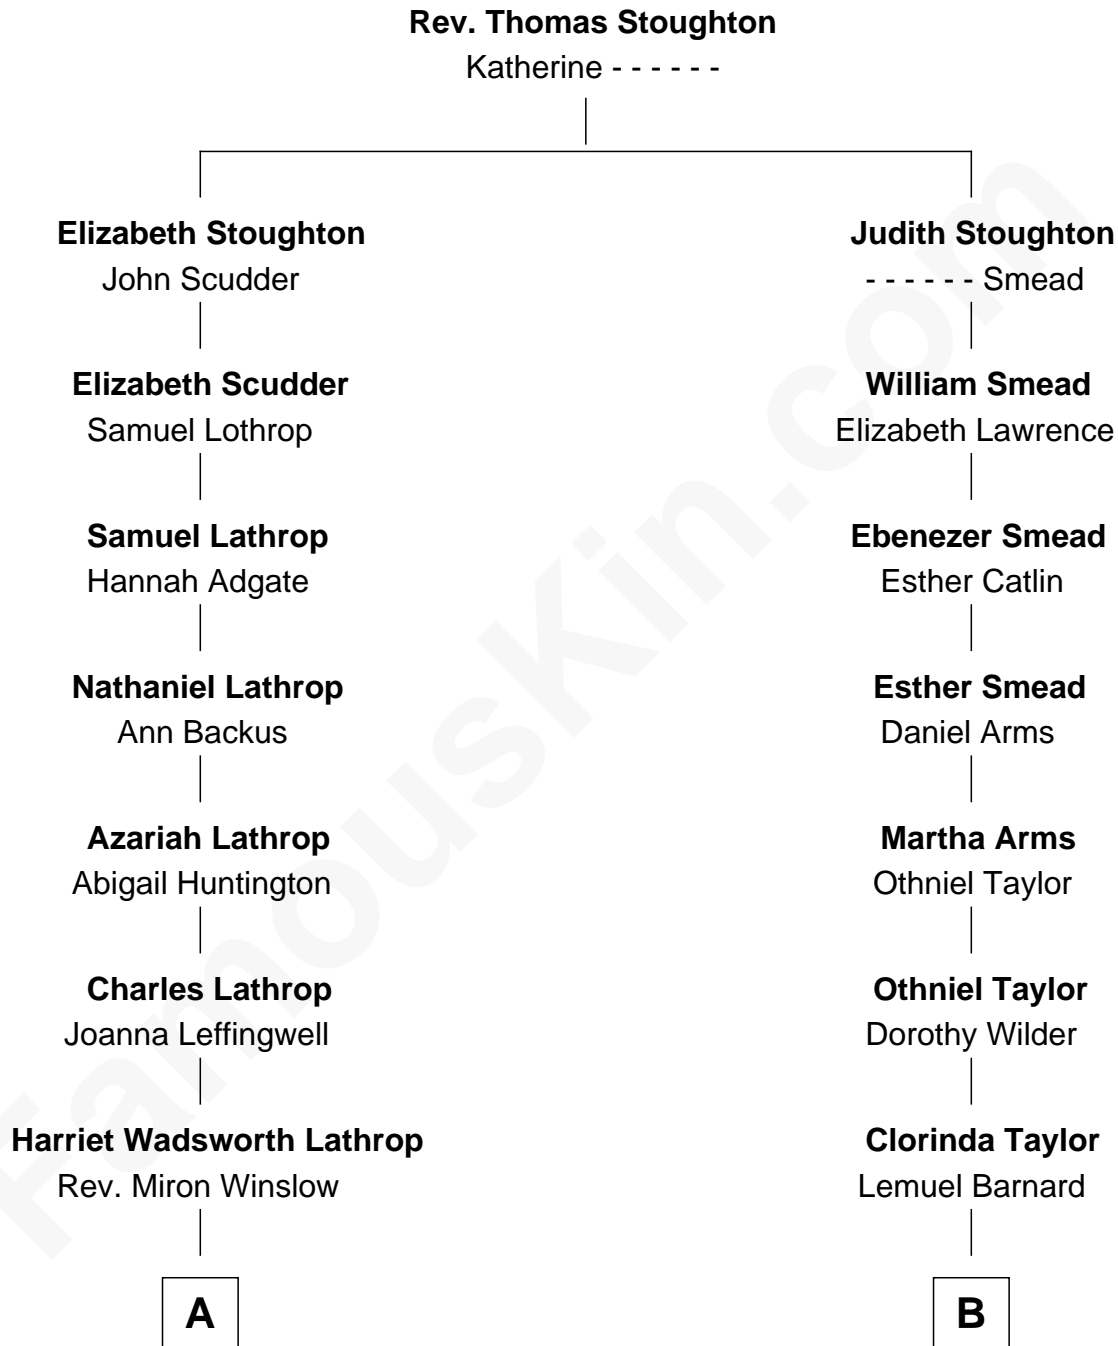 Rev. Thomas Stoughton
Katherine - - - - - -
Elizabeth Stoughton
John Scudder
Judith Stoughton
- - - - - - Smead
Elizabeth Scudder
Samuel Lothrop
William Smead
Elizabeth Lawrence
Samuel Lathrop
Hannah Adgate
Ebenezer Smead
Esther Catlin
Nathaniel Lathrop
Ann Backus
Esther Smead
Daniel Arms
Azariah Lathrop
Abigail Huntington
Martha Arms
Othniel Taylor
Charles Lathrop
Joanna Leffingwell
Othniel Taylor
Dorothy Wilder
Harriet Wadsworth Lathrop
Rev. Miron Winslow
Clorinda Taylor
Lemuel Barnard
A
B
FamousKin.com